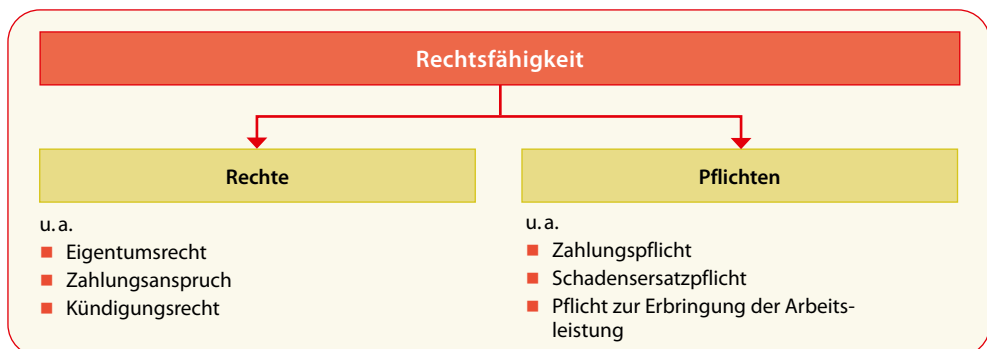 Rechtsfähigkeit
Rechte
u. a.
Eigentumsrecht
Zahlungsanspruch
Kündigungsrecht
Pflichten
u. a.
Zahlungspflicht
Schadensersatzpflicht
Pflicht zur Erbringung der Arbeits-
leistung